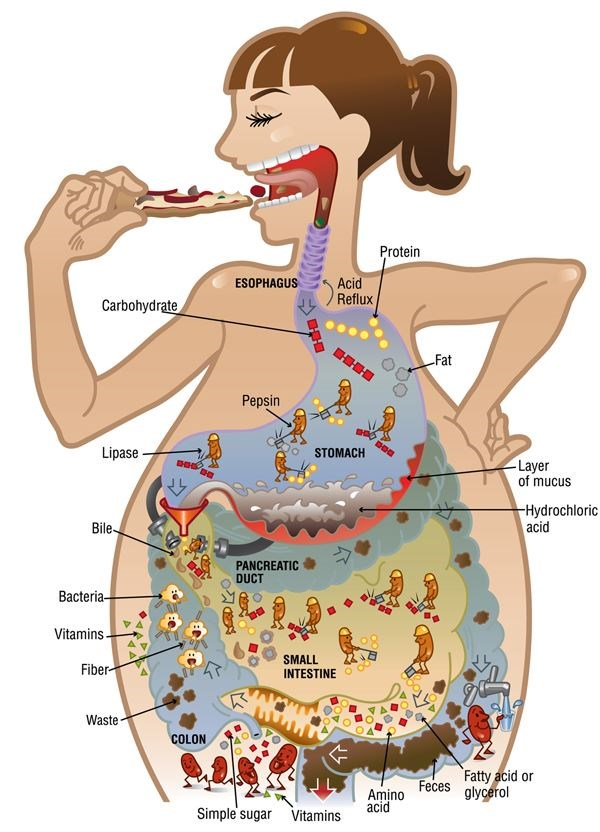 Protein
ESOPHAGUS
Acid
Reflux
Carbohydrate
Fat
Pepsin
Lipase
STOMACH
Layer
of mucus
Hydrochloric
acid
Bile
PANCREATIC
DUCT
Bacteria
Vitamins
Fiber
SMALL
INTESTINE
Waste
COLON
Simple sugar
Vitamins
Amino
acid
Feces
Fatty acid or
glycerol